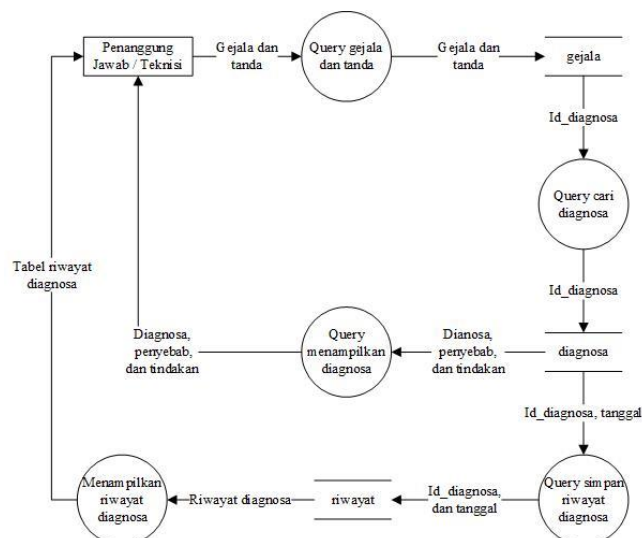 Penanggung
Jawab / Teknisi
Gejala dan
tanda
Query gejala
dan tanda
Gejala dan
tanda
gejala
Id_diagnosa
Query cari
diagnosa
Id_diagnosa
Tabel riwayat
diagnosa
Diagnosa,
penyebab,
dan tindakan
Query
menampilkan
diagnosa
Dianosa,
penyebab,
dan tindakan
diagnosa
Id_diagnosa, tanggal
Menampilkan
riwayat
diagnosa
Riwayat diagnosa
riwayat
Id_diagnosa,
dan tanggal
Query simpan
riwayat
diagnosa